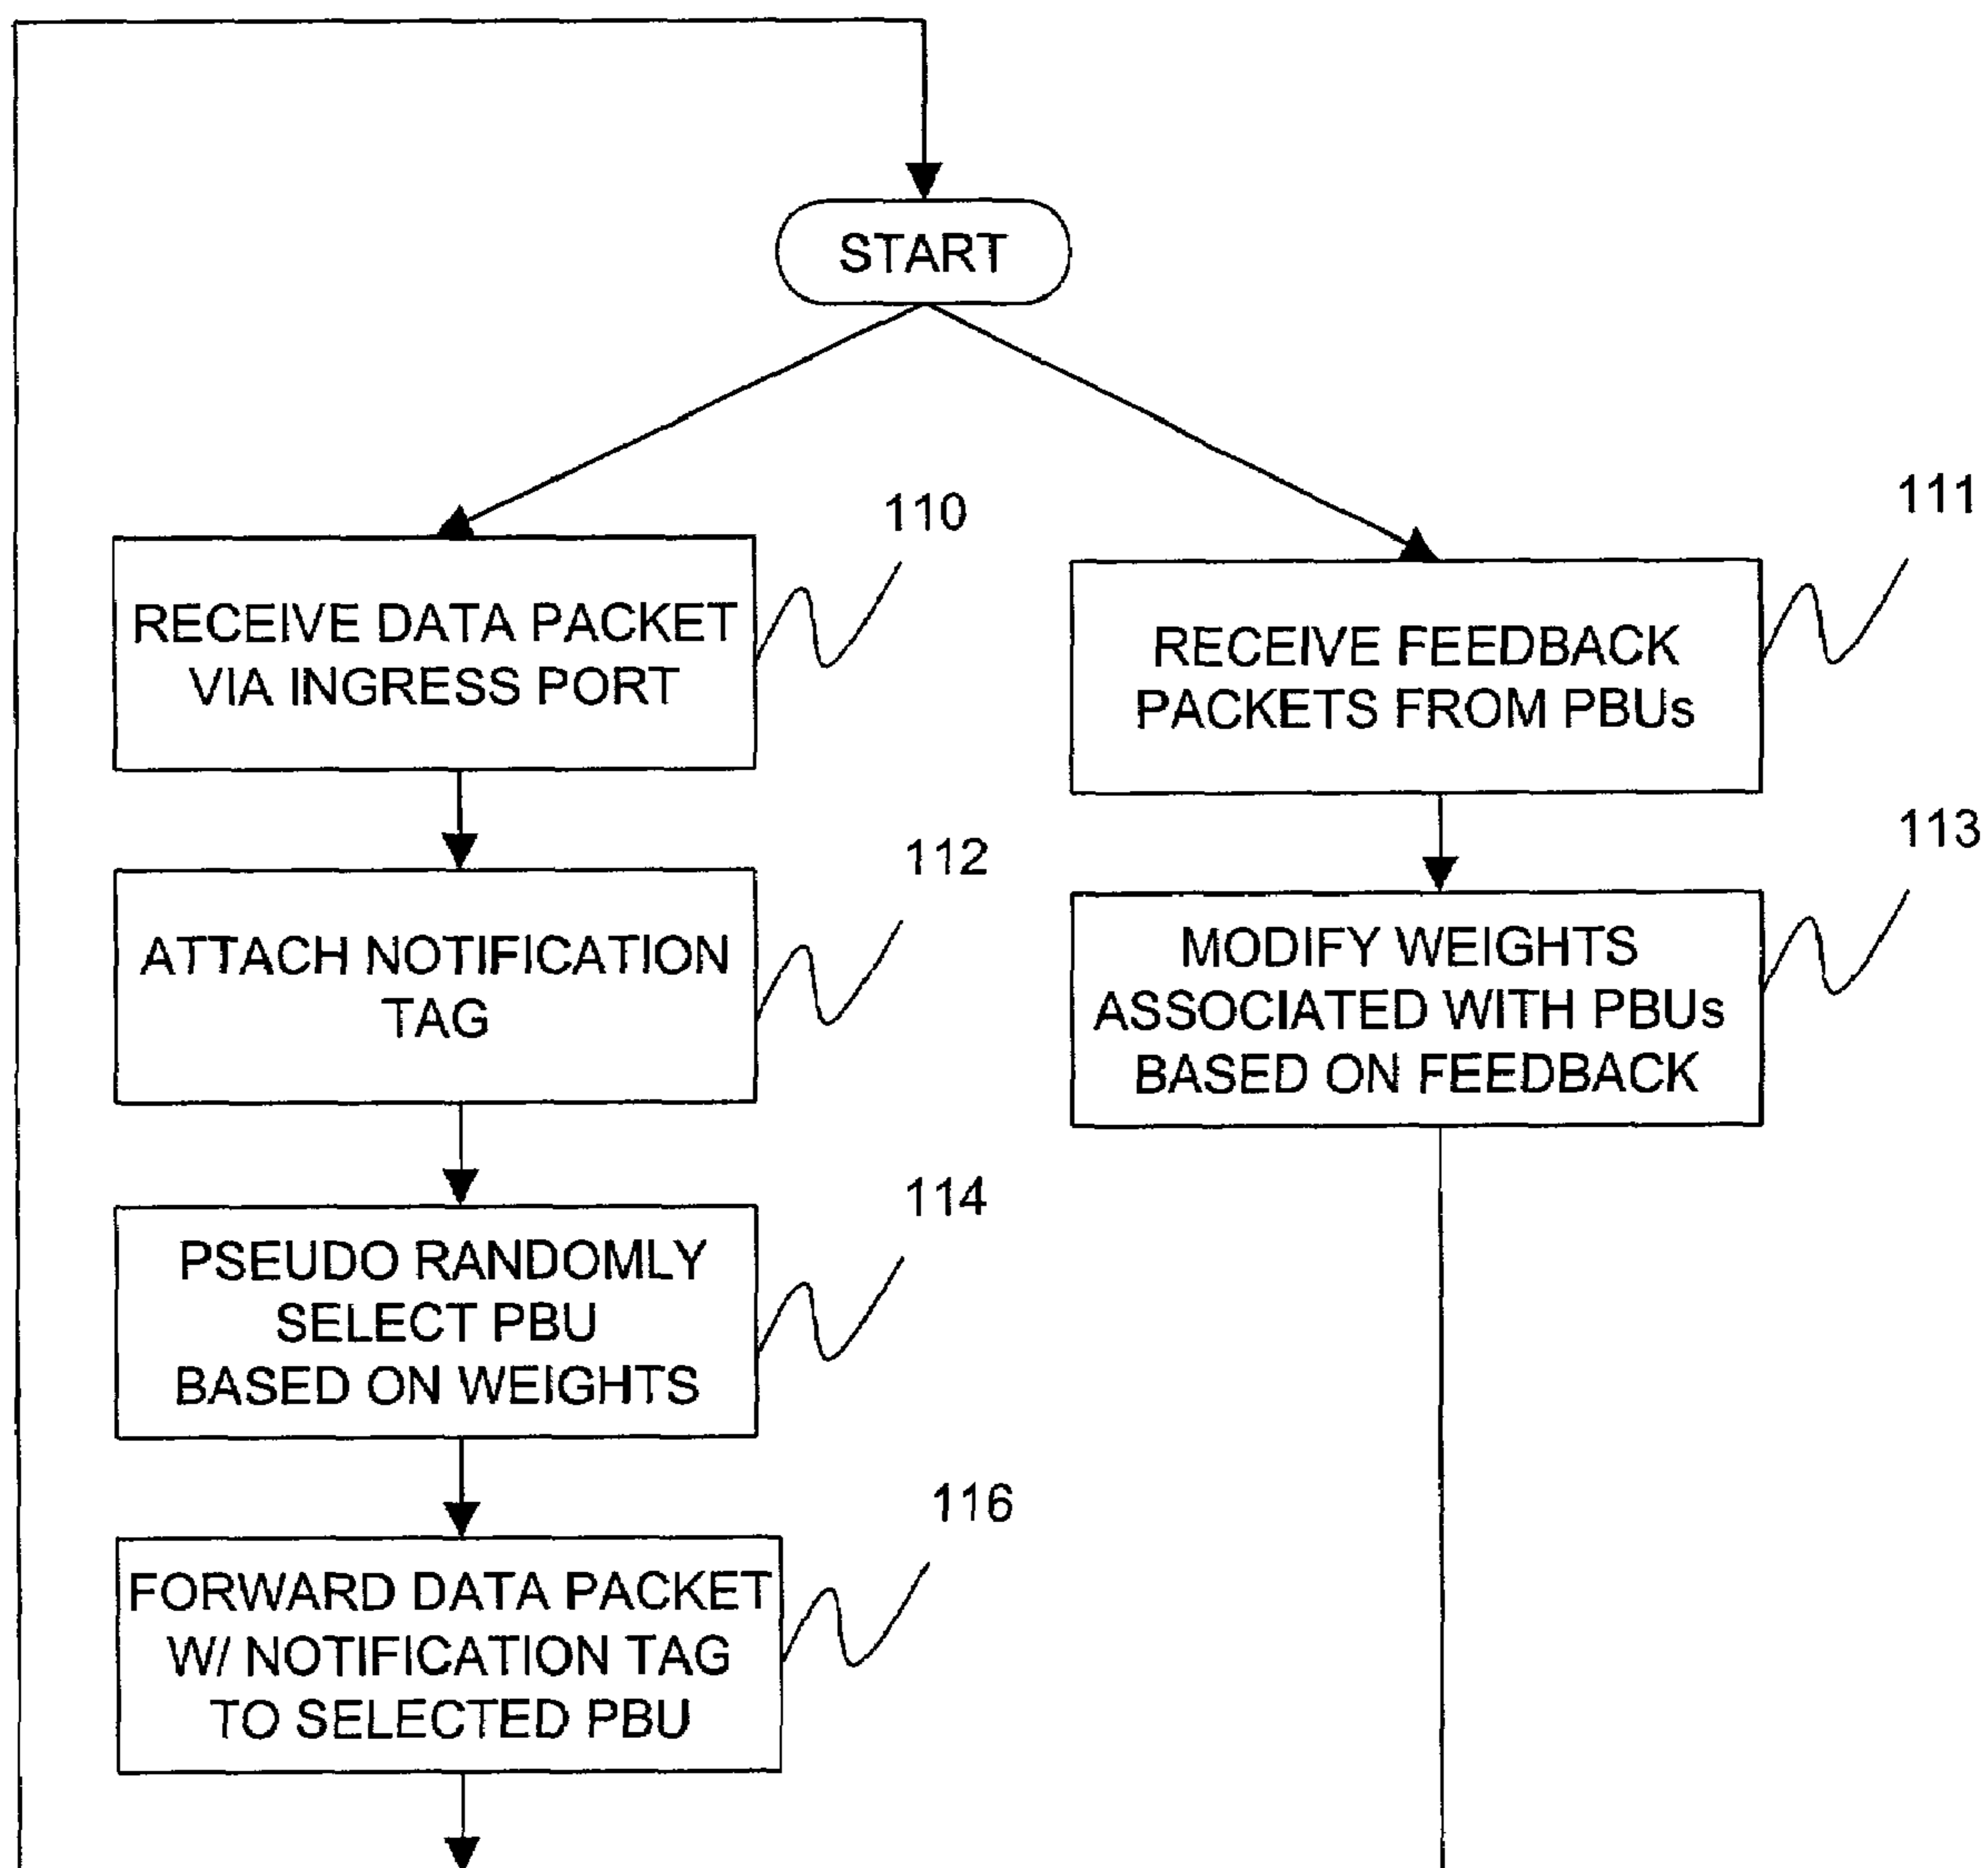 START
110
RECEIVE DATA PACKET
VIA INGRESS PORT
111
RECEIVE FEEDBACK
PACKETS FROM PBUs
112
ATTACH NOTIFICATION
TAG
113
MODIFY WEIGHTS
ASSOCIATED WITH PBUs
BASED ON FEEDBACK
114
PSEUDO RANDOMLY
SELECT PBU
BASED ON WEIGHTS
116
FORWARD DATA PACKET
W/ NOTIFICATION TAG
TO SELECTED PBU